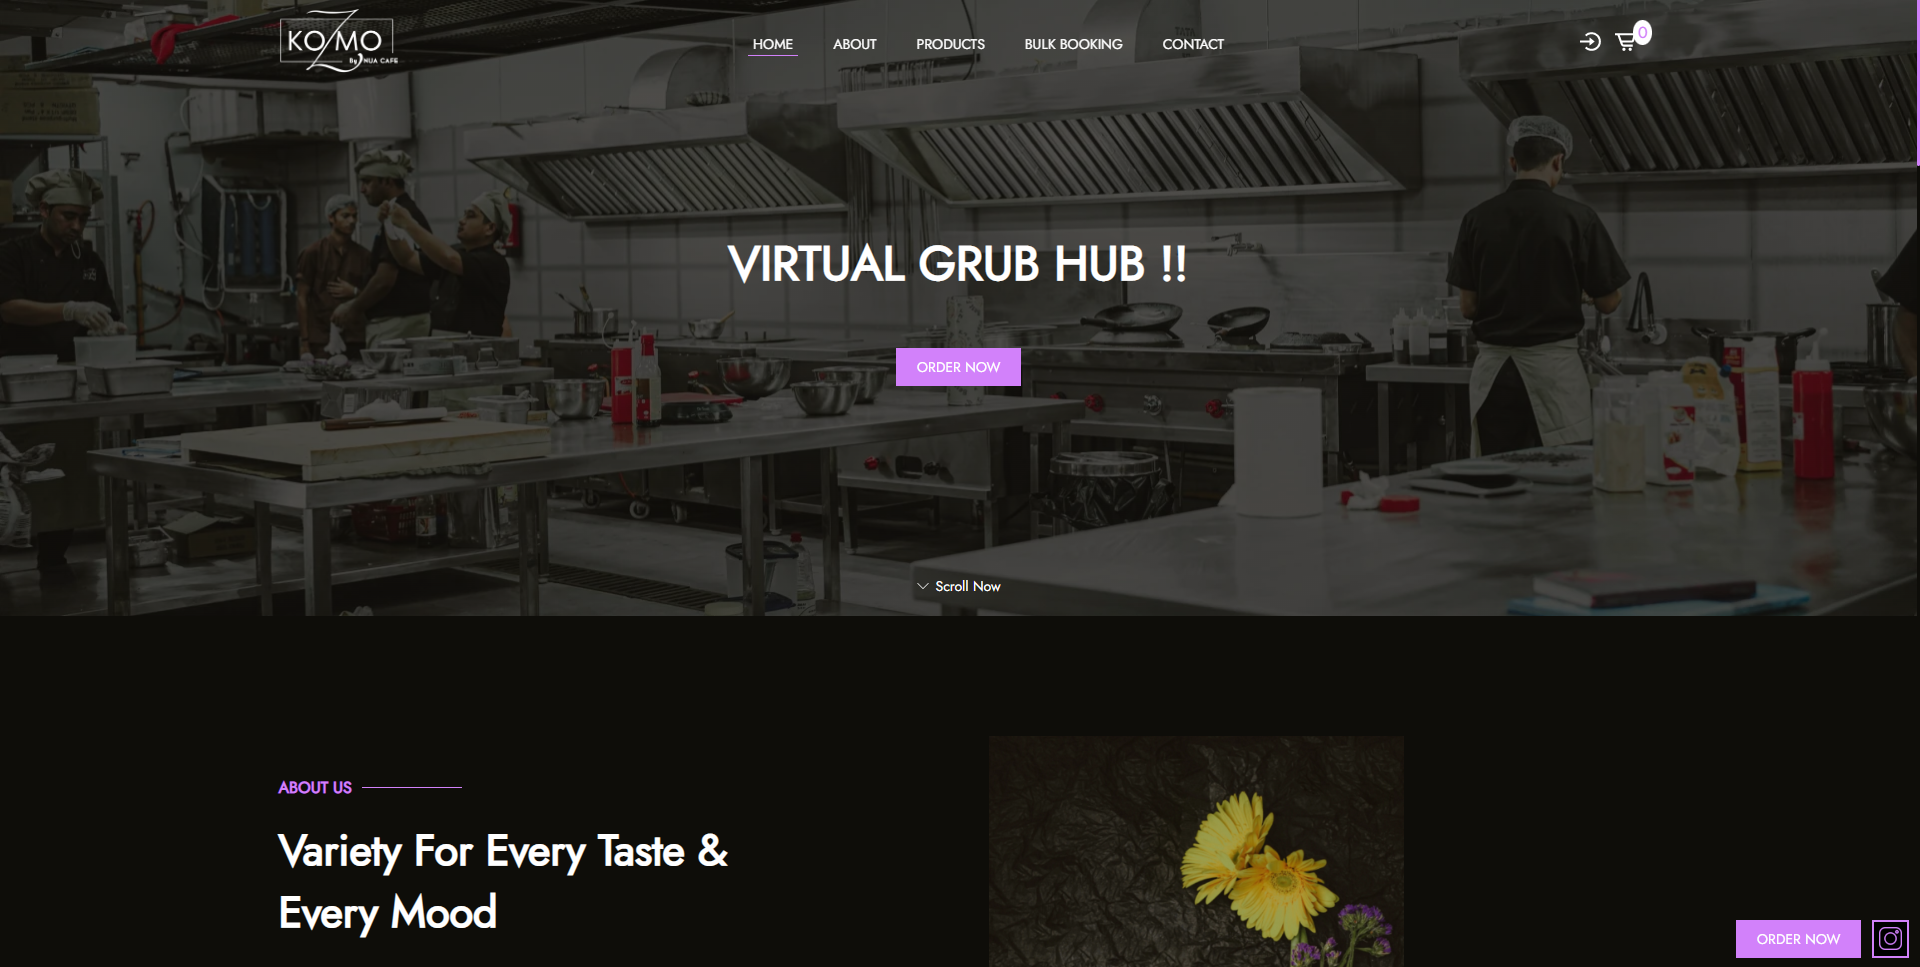 KOZMO
By NUA CAFE
HOME
ABOUT
PRODUCTS
BULK BOOKING
CONTACT
0
VIRTUAL GRUB HUB !!
ORDER NOW
Scroll Now
ABOUT US
Variety For Every Taste &
Every Mood
ORDER NOW